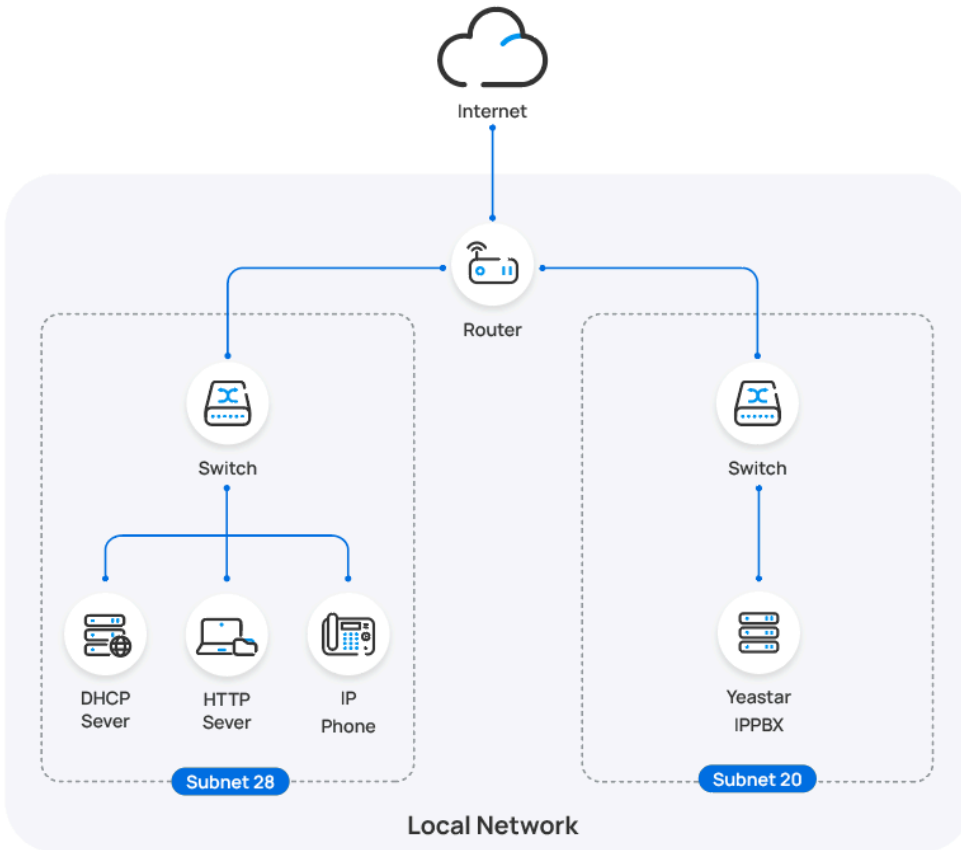 Internet
Router
Switch
Switch
DHCP
Sever
HTTP
Sever
IP
Phone
Yeastar
IPPBX
Subnet 28
Subnet 20
Local Network